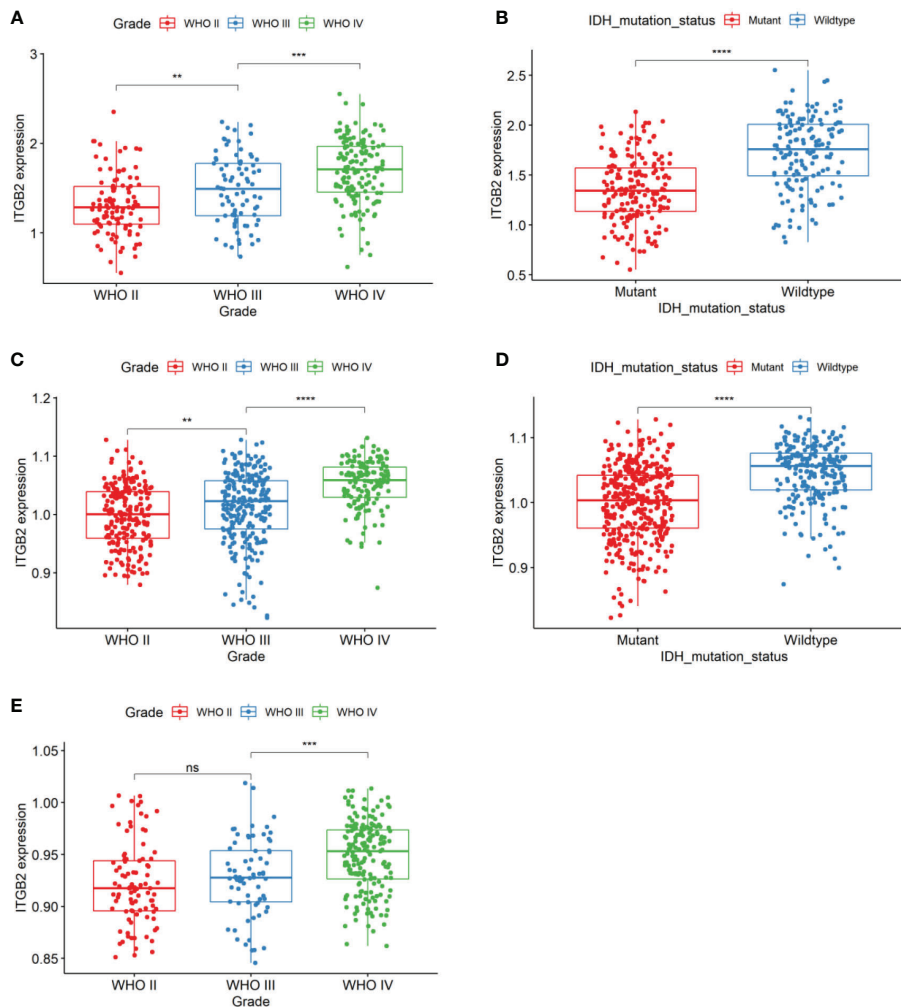 A
Grade WHO II WHO III WHO IV
3
2
1
ITGB2 expression
**
***
WHO II WHO III WHO IV
Grade
B
IDH_mutation_status Mutant Wildtype
2.5
2.0
1.5
1.0
0.5
ITGB2 expression
****
Mutant Wildtype
IDH_mutation_status
C
Grade WHO II WHO III WHO IV
1.2
1.1
1.0
0.9
ITGB2 expression
**
****
WHO II WHO III WHO IV
Grade
D
IDH_mutation_status Mutant Wildtype
1.1
1.0
0.9
ITGB2 expression
****
Mutant Wildtype
IDH_mutation_status
E
Grade WHO II WHO III WHO IV
1.05
1.00
0.95
0.90
0.85
ITGB2 expression
ns
***
WHO II WHO III WHO IV
Grade